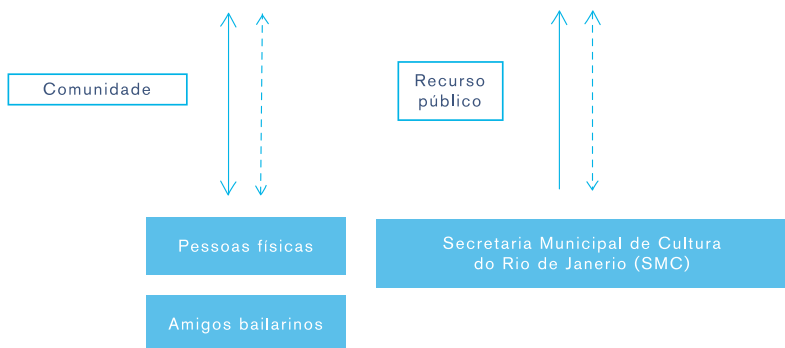 Comunidade
Recurso
público
Pessoas físicas
Secretaria Municipal de Cultura
do Rio de Janerio (SMC)
Amigos bailarinos